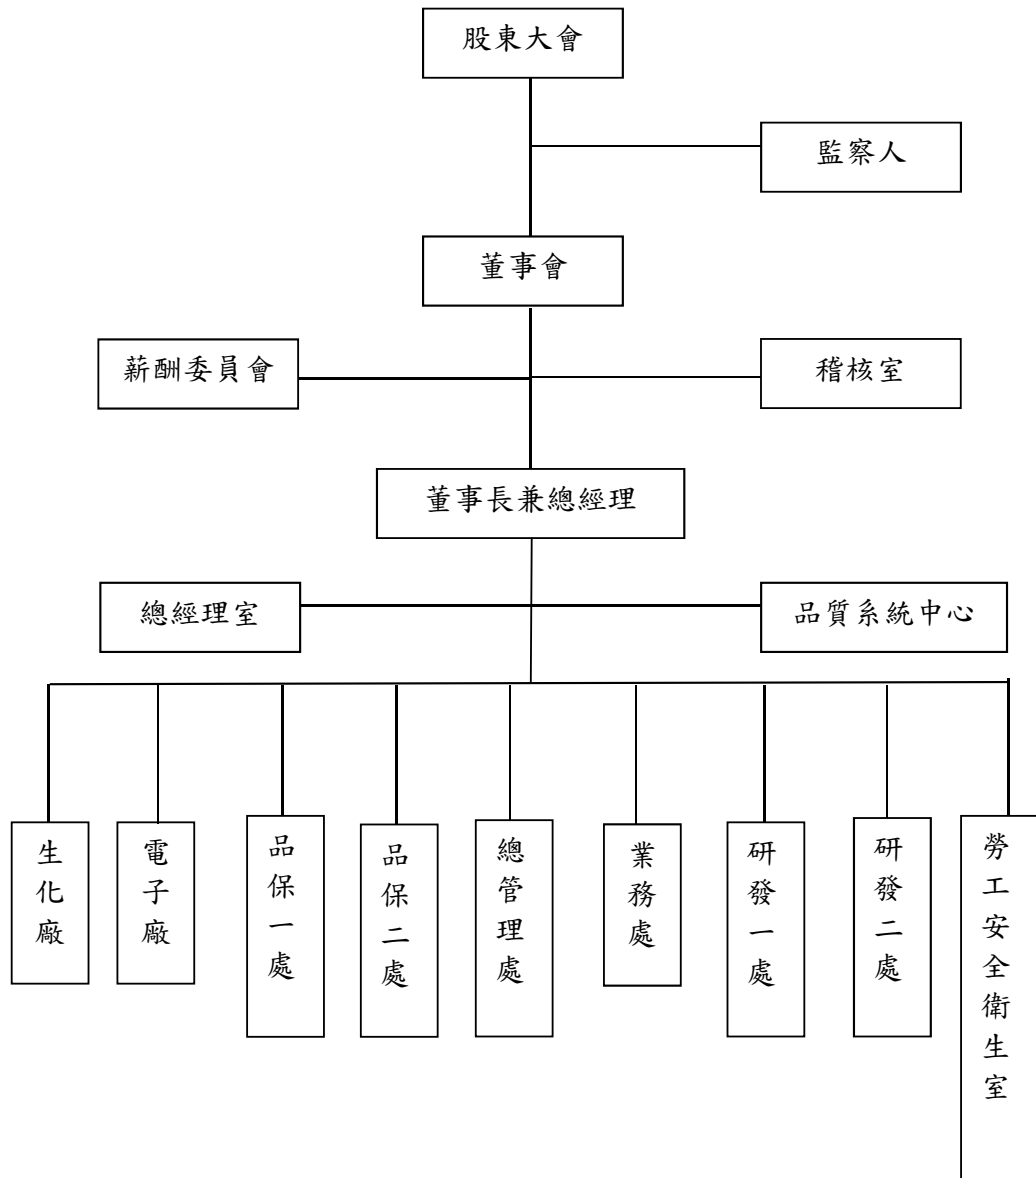 股東大會
監察人
董事會
薪酬委員會
稽核室
董事長兼總經理
總經理室
品質系統中心
生化廠
電子廠
品保一處
品保二處
總管理處
業務處
研發一處
研發二處
勞工安全衛生室